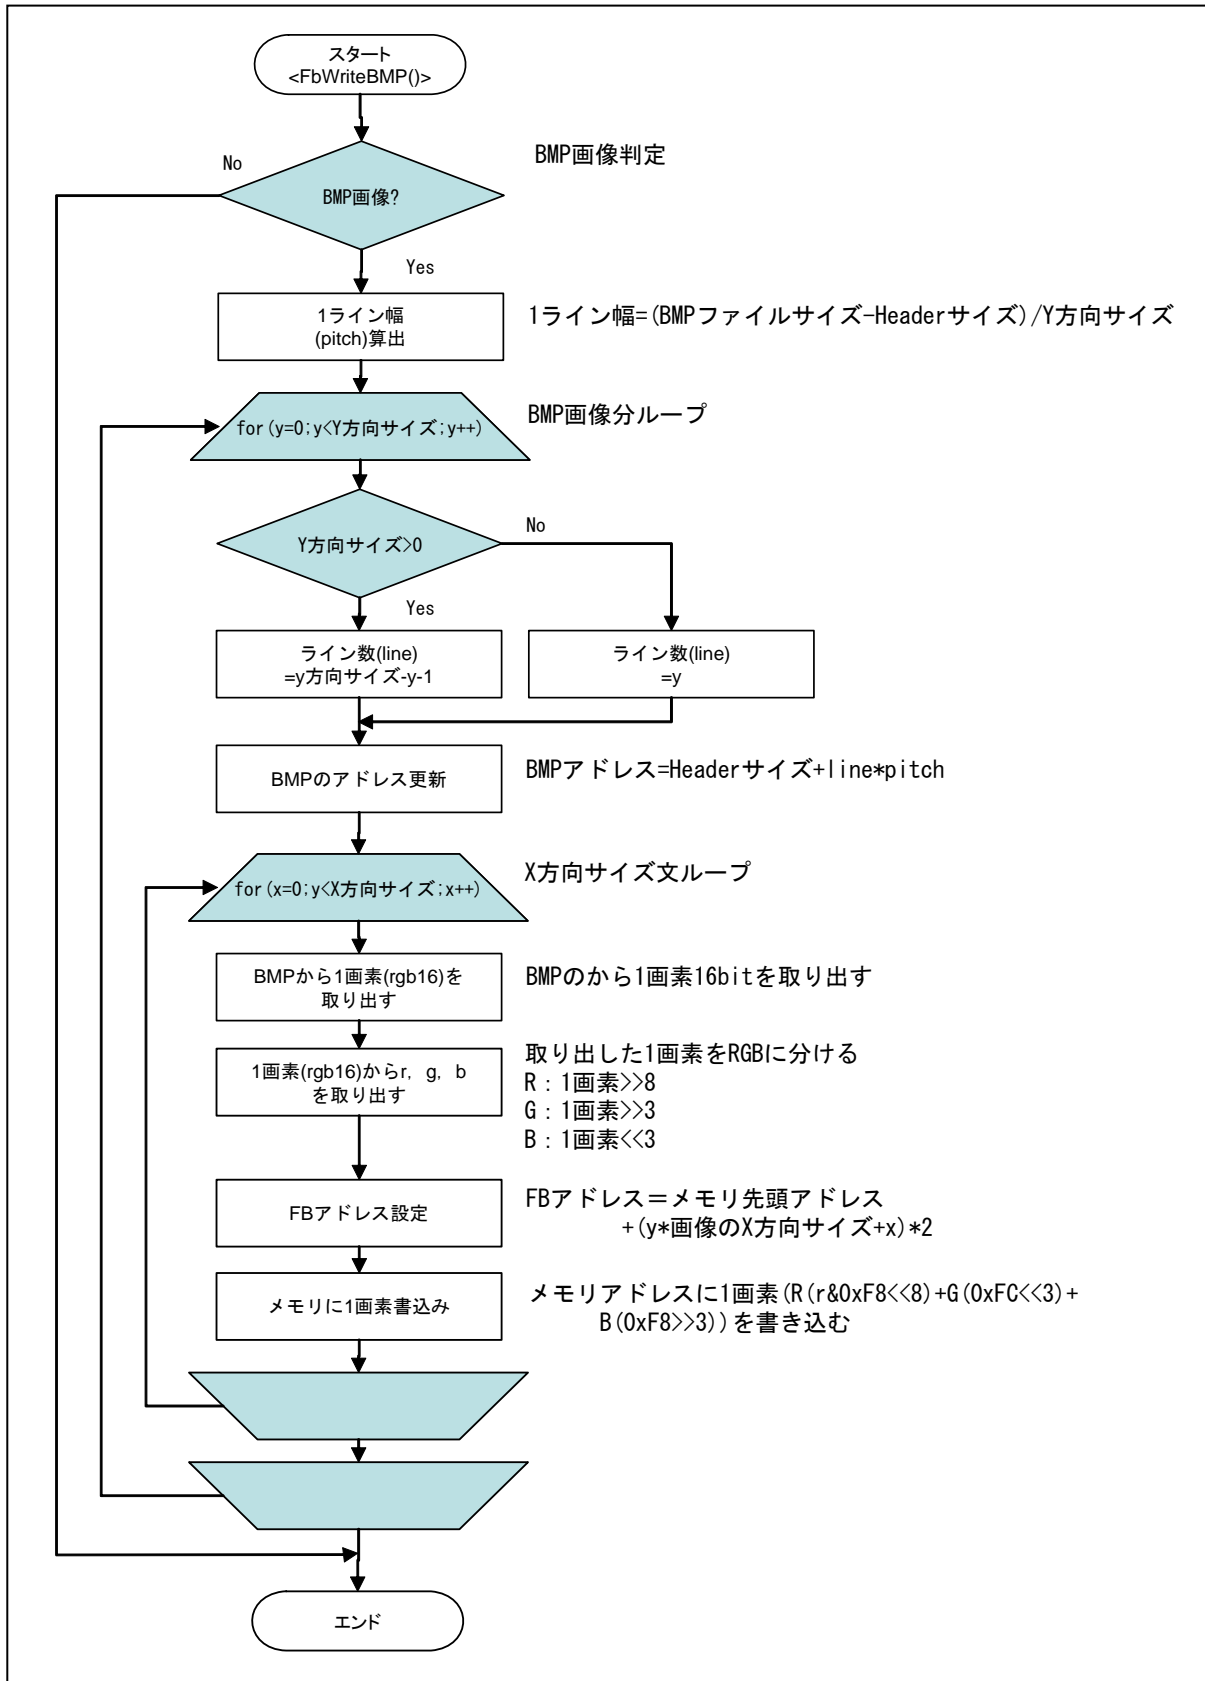 スタート
<FbWriteBMP()>
No
BMP画像判定
BMP画像?
Yes
1ライン幅
(pitch)算出
1ライン幅=(BMPファイルサイズ-Headerサイズ)/Y方向サイズ
for(y=0;y<Y方向サイズ;y++)
BMP画像分ループ
No
Y方向サイズ>0
Yes
ライン数(line)
=y方向サイズ-y-1
ライン数(line)
=y
BMPのアドレス更新
BMPアドレス=Headerサイズ+line*pitch
X方向サイズ文ループ
for(x=0;y<X方向サイズ;x++)
BMPから1画素(rgb16)を
取り出す
BMPのから1画素16bitを取り出す
1画素(rgb16)からr, g, b
を取り出す
取り出した1画素をRGBに分ける
R：1画素>>8
G：1画素>>3
B：1画素<<3
FBアドレス設定
FBアドレス＝メモリ先頭アドレス
+(y*画像のX方向サイズ+x)*2
メモリに1画素書込み
メモリアドレスに1画素(R(r&0xF8<<8)+G(0xFC<<3)+
B(0xF8>>3))を書き込む
エンド